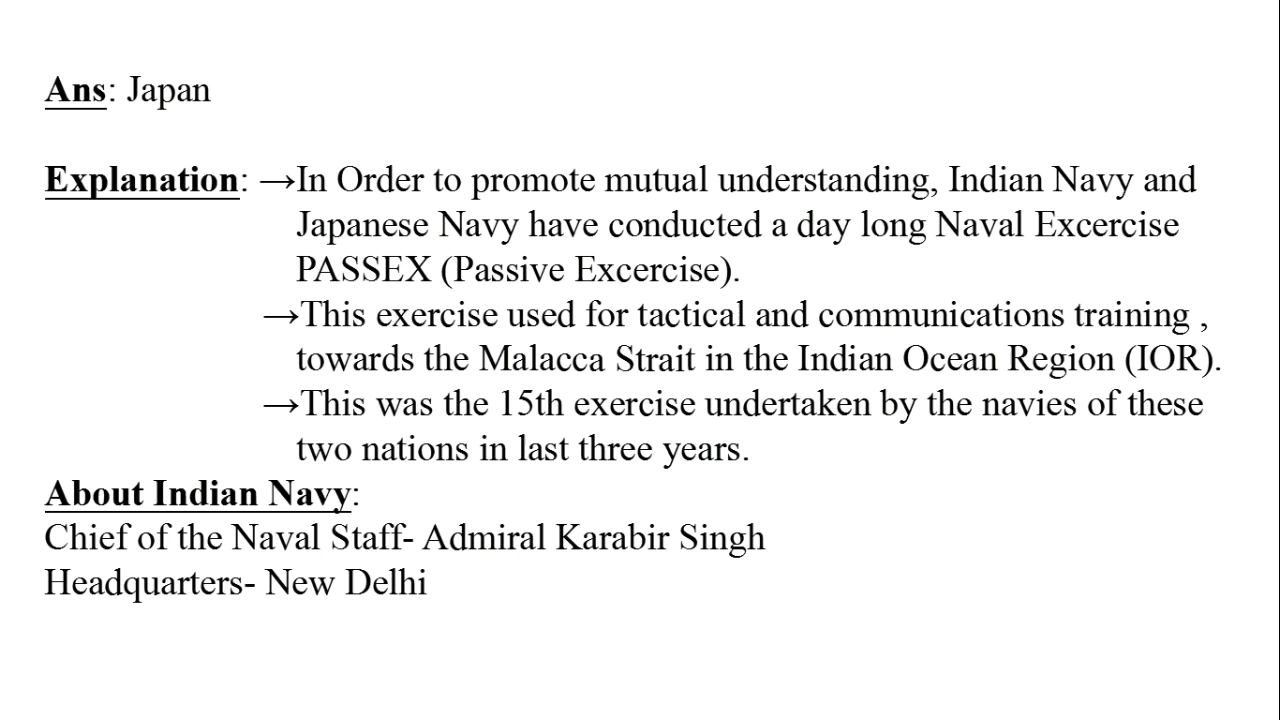 Ans: Japan
Explanation: →In Order to promote mutual understanding, Indian Navy and
Japanese Navy have conducted a day long Naval Excercise
PASSEX (Passive Excercise).
→This exercise used for tactical and communications training ,
towards the Malacca Strait in the Indian Ocean Region (IOR).
→This was the 15th exercise undertaken by the navies of these
two nations in last three years.
About Indian Navy:
Chief of the Naval Staff- Admiral Karabir Singh
Headquarters- New Delhi